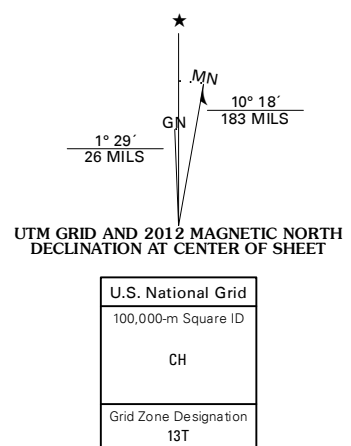 ★
MN
10° 18´
183 MILS
GN
1° 29´
26 MILS
UTM GRID AND 2012 MAGNETIC NORTH
DECLINATION AT CENTER OF SHEET
U.S. National Grid
100,000-m Square ID
CH
Grid Zone Designation
13T